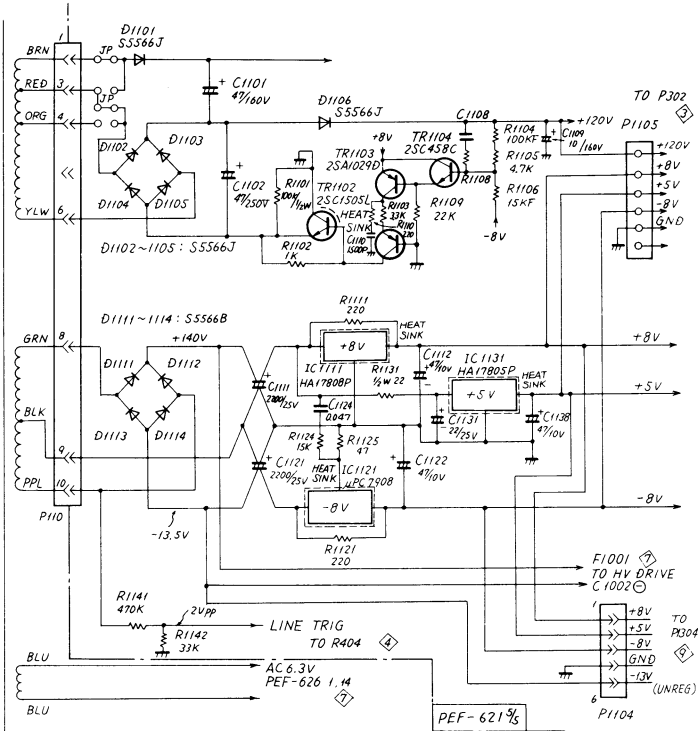 1
BRN
JP
D1101
S5566J
RED
3
JP
ORG
4
+ C1101
47/160V
D1106
S5566J
D1102
D1103
D1104
D1105
YLW
6
D1102~1105 : S5566J
+ C1102
47/250V
R1101
100K/½W
TR1102
2SC1505L
R1102
1K
HEAT
SINK
C1110
1500P
+8V
TR1103
2SA1029D
R1103
33K
R1110
220
TR1104
2SC458C
C1108
R1108
R1109
22K
R1104
100KF
R1105
4.7K
R1106
15KF
-8V
+120V
+ C1109
10/160V
TO P302
3
P1105
+120V
+8V
+5V
-8V
GND
D1111~1114 : S5566B
GRN
8
+140V
D1111
D1112
D1113
D1114
BLK
9
PPL
10
P110
-13,5V
+ C1111
2200/25V
+ C1121
2200/25V
R1111
220
HEAT
SINK
+8V
IC1111
HA17808P
R1131
½W 22
C1112
47/10V
+
-
IC1131
HA17805P
HEAT
SINK
+5V
+ C1131
22/25V
+ C1138
47/10V
C1124
0.047
R1124
15K
R1125
47
HEAT
SINK
IC1121
μPC7908
-8V
+ C1122
47/10V
R1121
220
+8V
+5V
-8V
F1001 7
TO HV DRIVE
C1002 ⊖
R1141
470K
2Vpp
R1142
33K
LINE TRIG
TO R404
4
BLU
AC 6.3V
PEF-626 1,14
7
BLU
1
+8V
+5V
-8V
GND
-13V
(UNREG)
6
P1104
TO
P1304
9
PEF-621 5/5